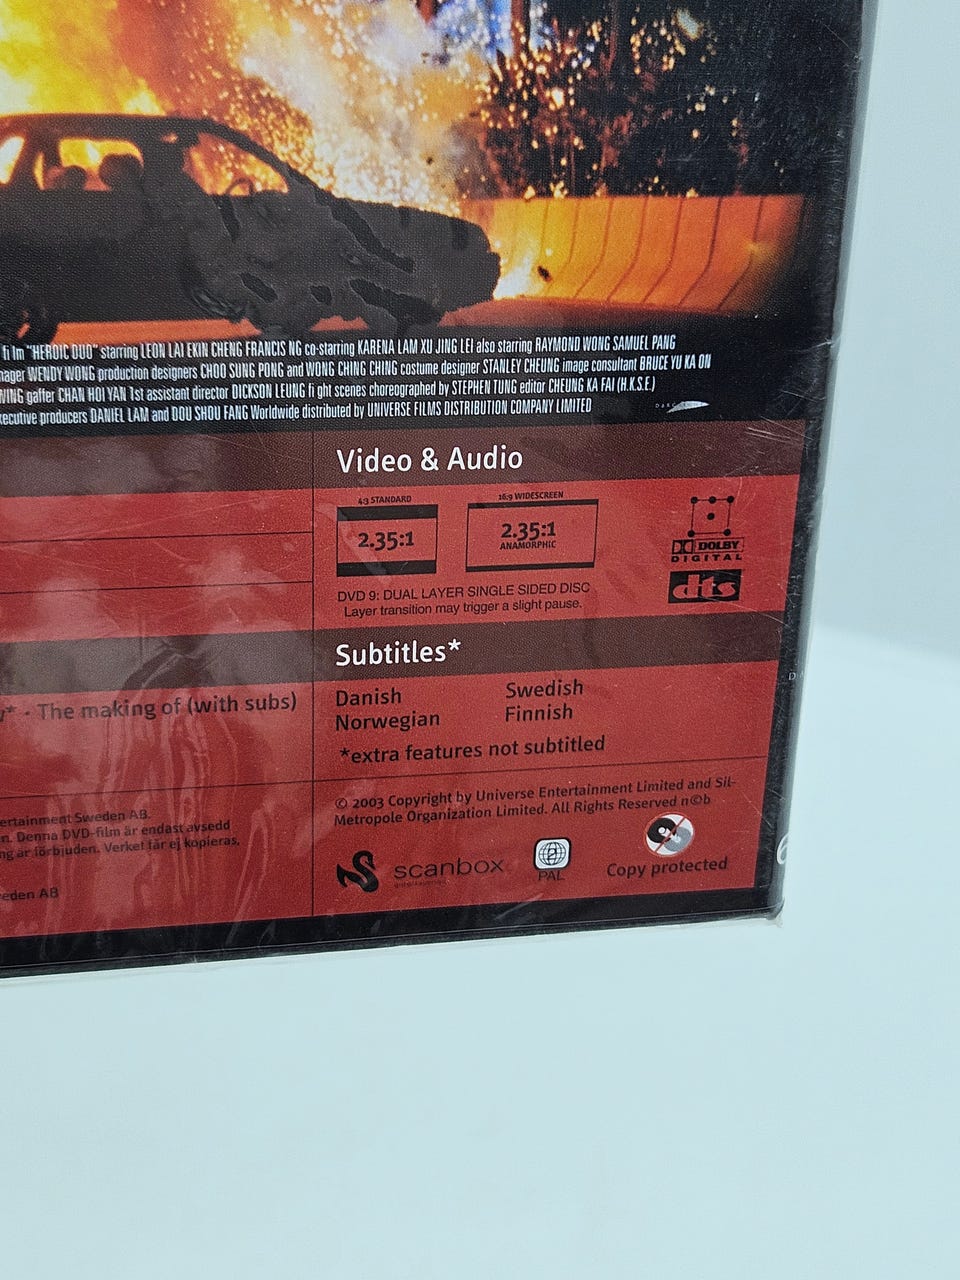 film "HEROIC DUO" starring LEON LAI EKIN CHENG FRANCIS NG co-starring KARENA LAM XU JING LEI also starring RAYMOND WONG SAMUEL PANG
nager WENDY WONG production designers CHOO SUNG PONG and WONG CHING CHING costume designer STANLEY CHEUNG image consultant BRUCE YU KA ON
WING gaffer CHAN HOI YAN 1st assistant director DICKSON LEUNG fight scenes choreographed by STEPHEN TUNG editor CHEUNG KA FAI (H.K.S.E.)
xecutive producers DANIEL LAM and DOU SHOU FANG Worldwide distributed by UNIVERSE FILMS DISTRIBUTION COMPANY LIMITED
Video & Audio
4:3 STANDARD
2.35:1
16:9 WIDESCREEN
2.35:1
ANAMORPHIC
DOLBY
DIGITAL
dts
DVD 9: DUAL LAYER SINGLE SIDED DISC
Layer transition may trigger a slight pause.
Subtitles*
Danish Swedish
Norwegian Finnish
*extra features not subtitled
* · The making of (with subs)
ertainment Sweden AB.
n. Denna DVD-film är endast avsedd
ng är förbjuden. Verket får ej kopieras,
eden AB
© 2003 Copyright by Universe Entertainment Limited and Sil-
Metropole Organization Limited. All Rights Reserved n©b
scanbox
2
PAL
Copy protected